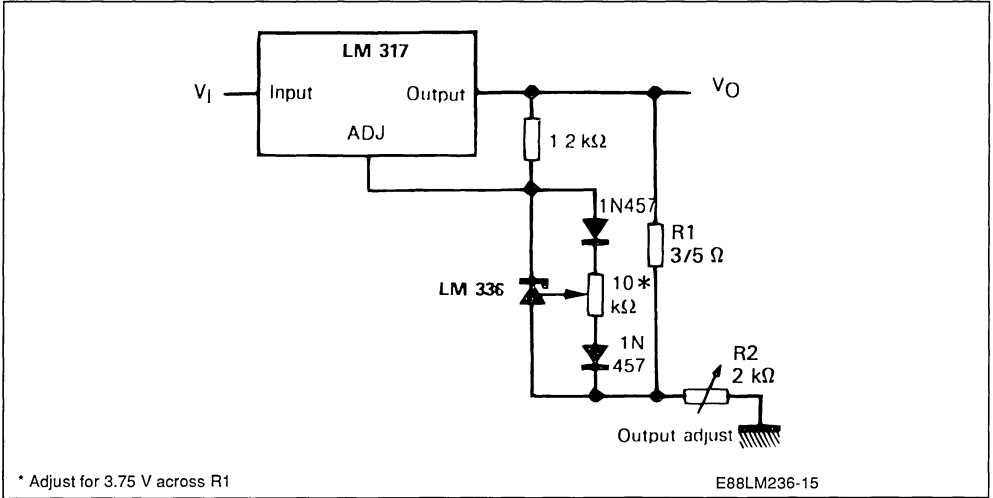 LM 317
VI
Input
Output
VO
ADJ
1 2 kΩ
1N457
R1
3/5 Ω
LM 336
10*
kΩ
1N
457
R2
2 kΩ
Output adjust
* Adjust for 3.75 V across R1
E88LM236-15